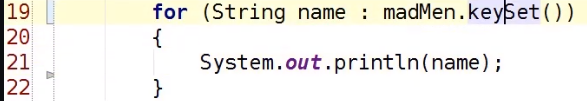 19 for (String name : madMen.keySet())
20 {
21 System.out.println(name);
22 }